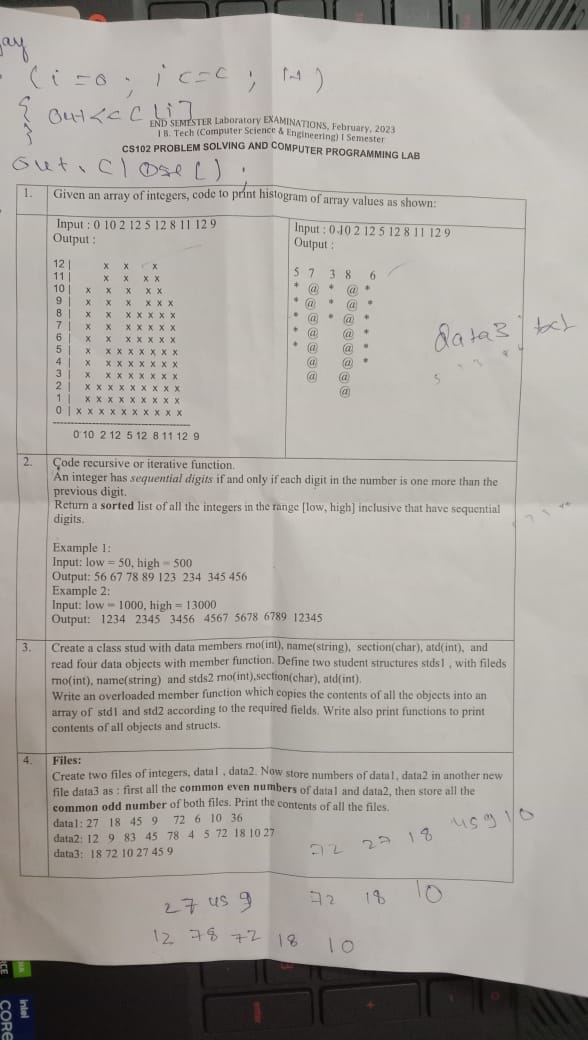 ay
( i = 0 ; i <= c ;
{ out << C [i]
}
out. Close( ) .
END SEMESTER Laboratory EXAMINATIONS, February, 2023
I B. Tech (Computer Science & Engineering) I Semester
CS102 PROBLEM SOLVING AND COMPUTER PROGRAMMING LAB
1. Given an array of integers, code to print histogram of array values as shown:
Input : 0 10 2 12 5 12 8 11 12 9
Output :
12 | x x x
11 | x x x x
10 | x x x x x
9 | x x x x x x
8 | x x x x x x x
7 | x x x x x x x
6 | x x x x x x x
5 | x x x x x x x x
4 | x x x x x x x x
3 | x x x x x x x x
2 | x x x x x x x x x
1 | x x x x x x x x x
0 | x x x x x x x x x x
0 10 2 12 5 12 8 11 12 9
Input : 0 10 2 12 5 12 8 11 12 9
Output :
5 7 3 8 6
* @ * @ *
* @ * @ *
* @ * @ *
* @ @ *
* @ @ *
@ @ *
@ @
@
data3 txt
2. Code recursive or iterative function.
An integer has sequential digits if and only if each digit in the number is one more than the
previous digit.
Return a sorted list of all the integers in the range [low, high] inclusive that have sequential
digits.
Example 1:
Input: low = 50, high = 500
Output: 56 67 78 89 123 234 345 456
Example 2:
Input: low = 1000, high = 13000
Output: 1234 2345 3456 4567 5678 6789 12345
3. Create a class stud with data members rno(int), name(string), section(char), atd(int), and
read four data objects with member function. Define two student structures stds1 , with fileds
rno(int), name(string) and stds2 rno(int),section(char), atd(int).
Write an overloaded member function which copies the contents of all the objects into an
array of std1 and std2 according to the required fields. Write also print functions to print
contents of all objects and structs.
4. Files:
Create two files of integers, data1 , data2. Now store numbers of data1, data2 in another new
file data3 as : first all the common even numbers of data1 and data2, then store all the
common odd number of both files. Print the contents of all the files.
data1: 27 18 45 9 72 6 10 36
data2: 12 9 83 45 78 4 5 72 18 10 27
data3: 18 72 10 27 45 9
72 27 18 45 9 10
27 45 9 72 18 10
12 78 72 18 10
intel
CORE